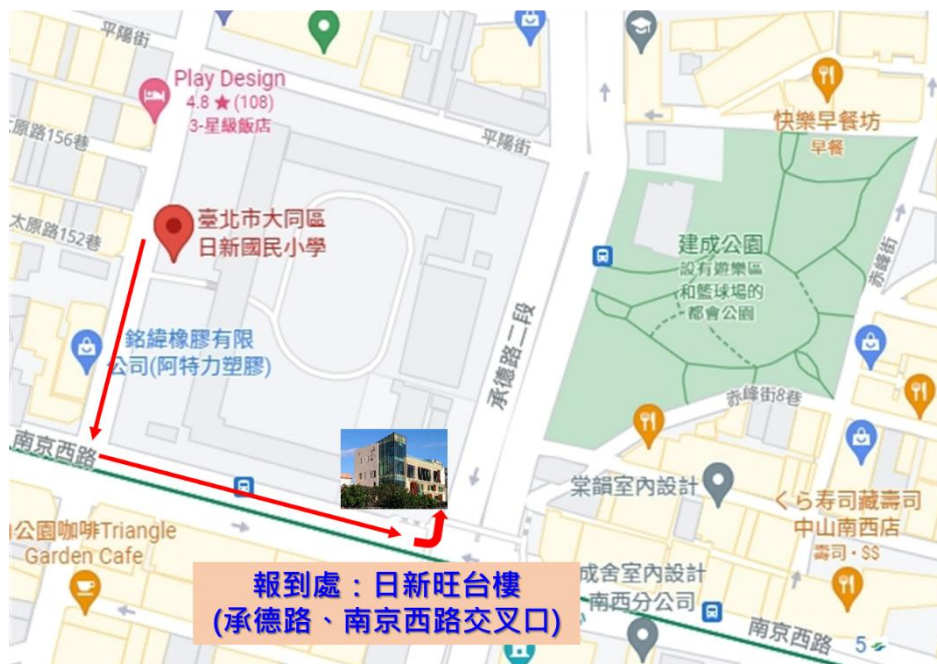 平陽街
Play Design
4.8 ★ (108)
3-星級飯店
原路156巷
太原路152巷
臺北市大同區
日新國民小學
平陽街
快樂早餐坊
早餐
建成公園
設有遊樂區
和籃球場的
都會公園
赤峰街
銘緯橡膠有限
公司(阿特力塑膠)
承德路二段
赤峰街8巷
南京西路
棠韻室內設計
くら寿司藏壽司
中山南西店
壽司・$$
公園咖啡Triangle
Garden Cafe
報到處：日新旺台樓
(承德路、南京西路交叉口)
成舍室內設計
南西分公司
南京西路
5